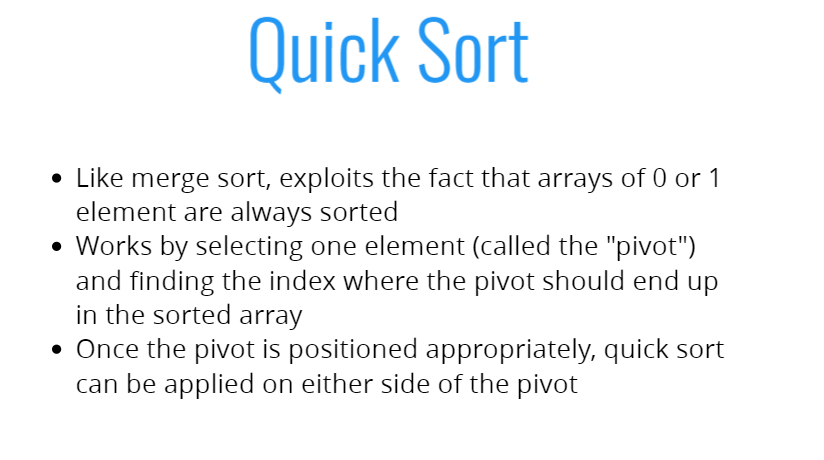 Quick Sort
• Like merge sort, exploits the fact that arrays of 0 or 1
element are always sorted
• Works by selecting one element (called the "pivot")
and finding the index where the pivot should end up
in the sorted array
• Once the pivot is positioned appropriately, quick sort
can be applied on either side of the pivot